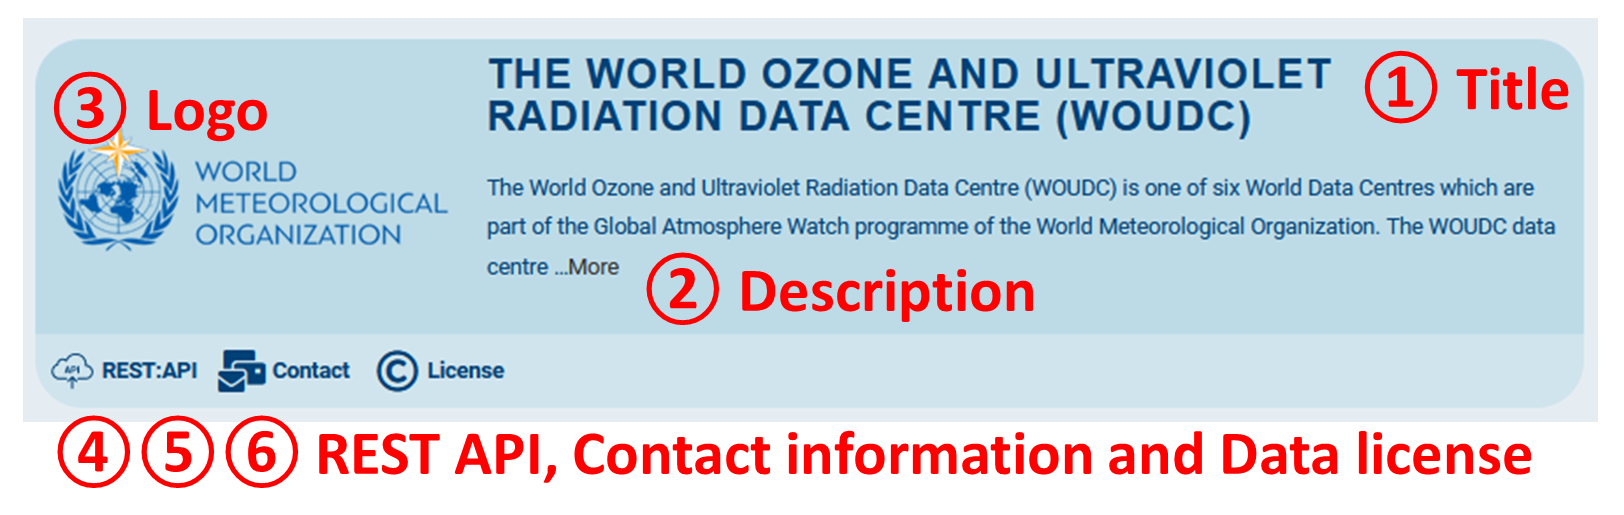 THE WORLD OZONE AND ULTRAVIOLET
RADIATION DATA CENTRE (WOUDC)
① Title
③ Logo
WORLD
METEOROLOGICAL
ORGANIZATION
The World Ozone and Ultraviolet Radiation Data Centre (WOUDC) is one of six World Data Centres which are
part of the Global Atmosphere Watch programme of the World Meteorological Organization. The WOUDC data
centre ...More
② Description
API REST:API Contact © License
④⑤⑥ REST API, Contact information and Data license